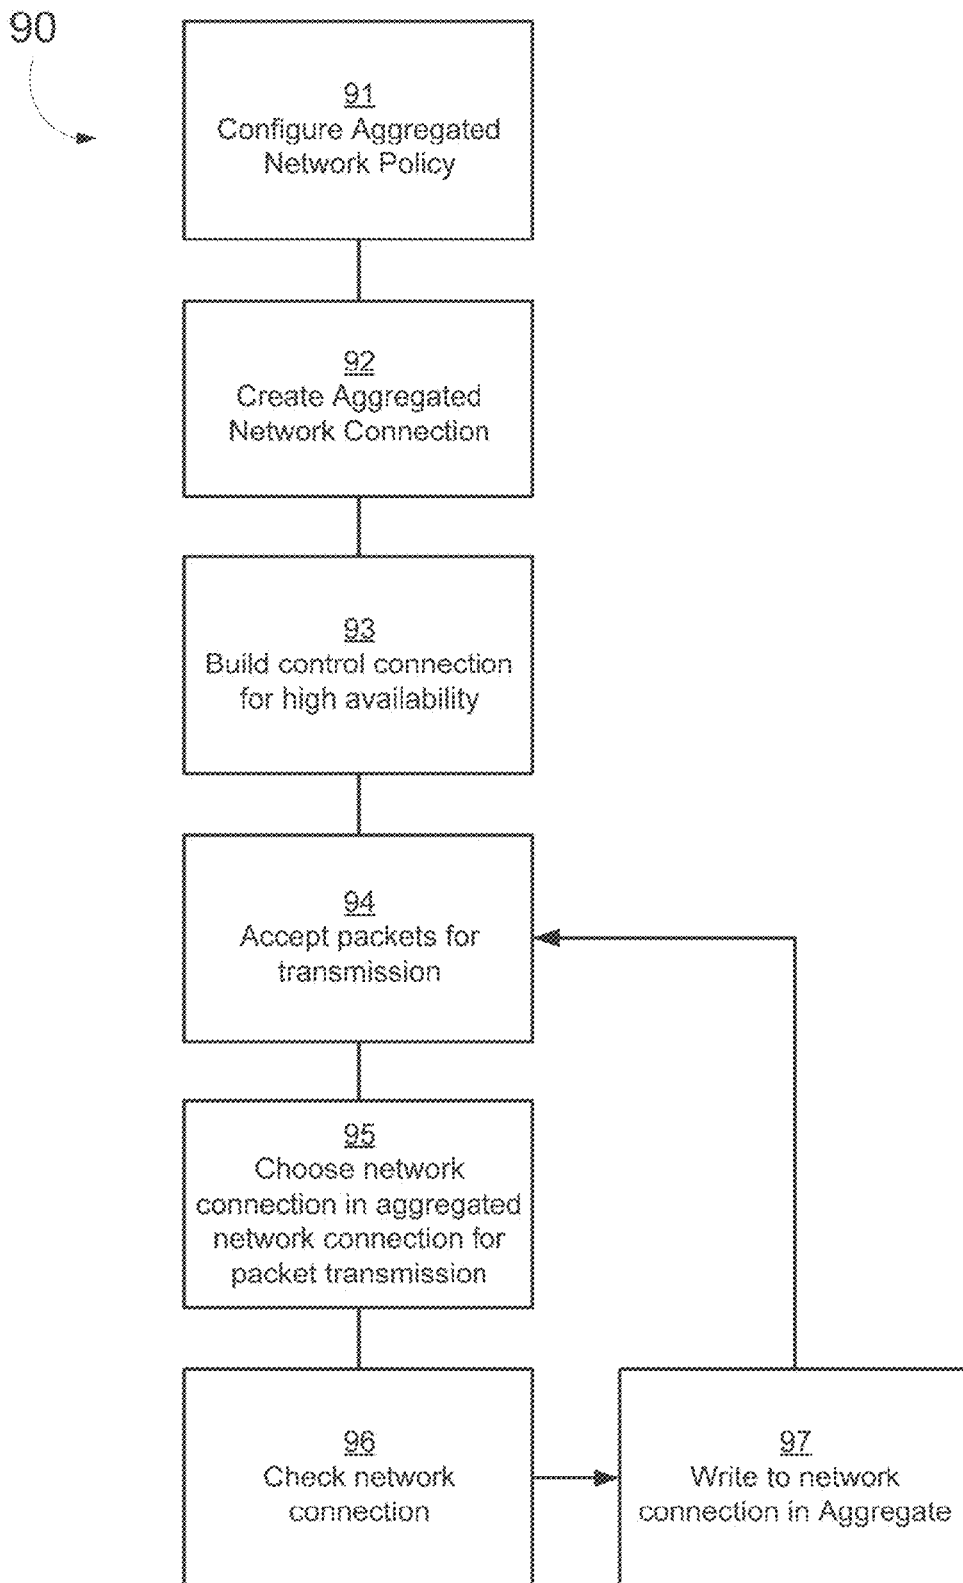 90
91
Configure Aggregated
Network Policy
92
Create Aggregated
Network Connection
93
Build control connection
for high availability
94
Accept packets for
transmission
95
Choose network
connection in aggregated
network connection for
packet transmission
96
Check network
connection
97
Write to network
connection in Aggregate